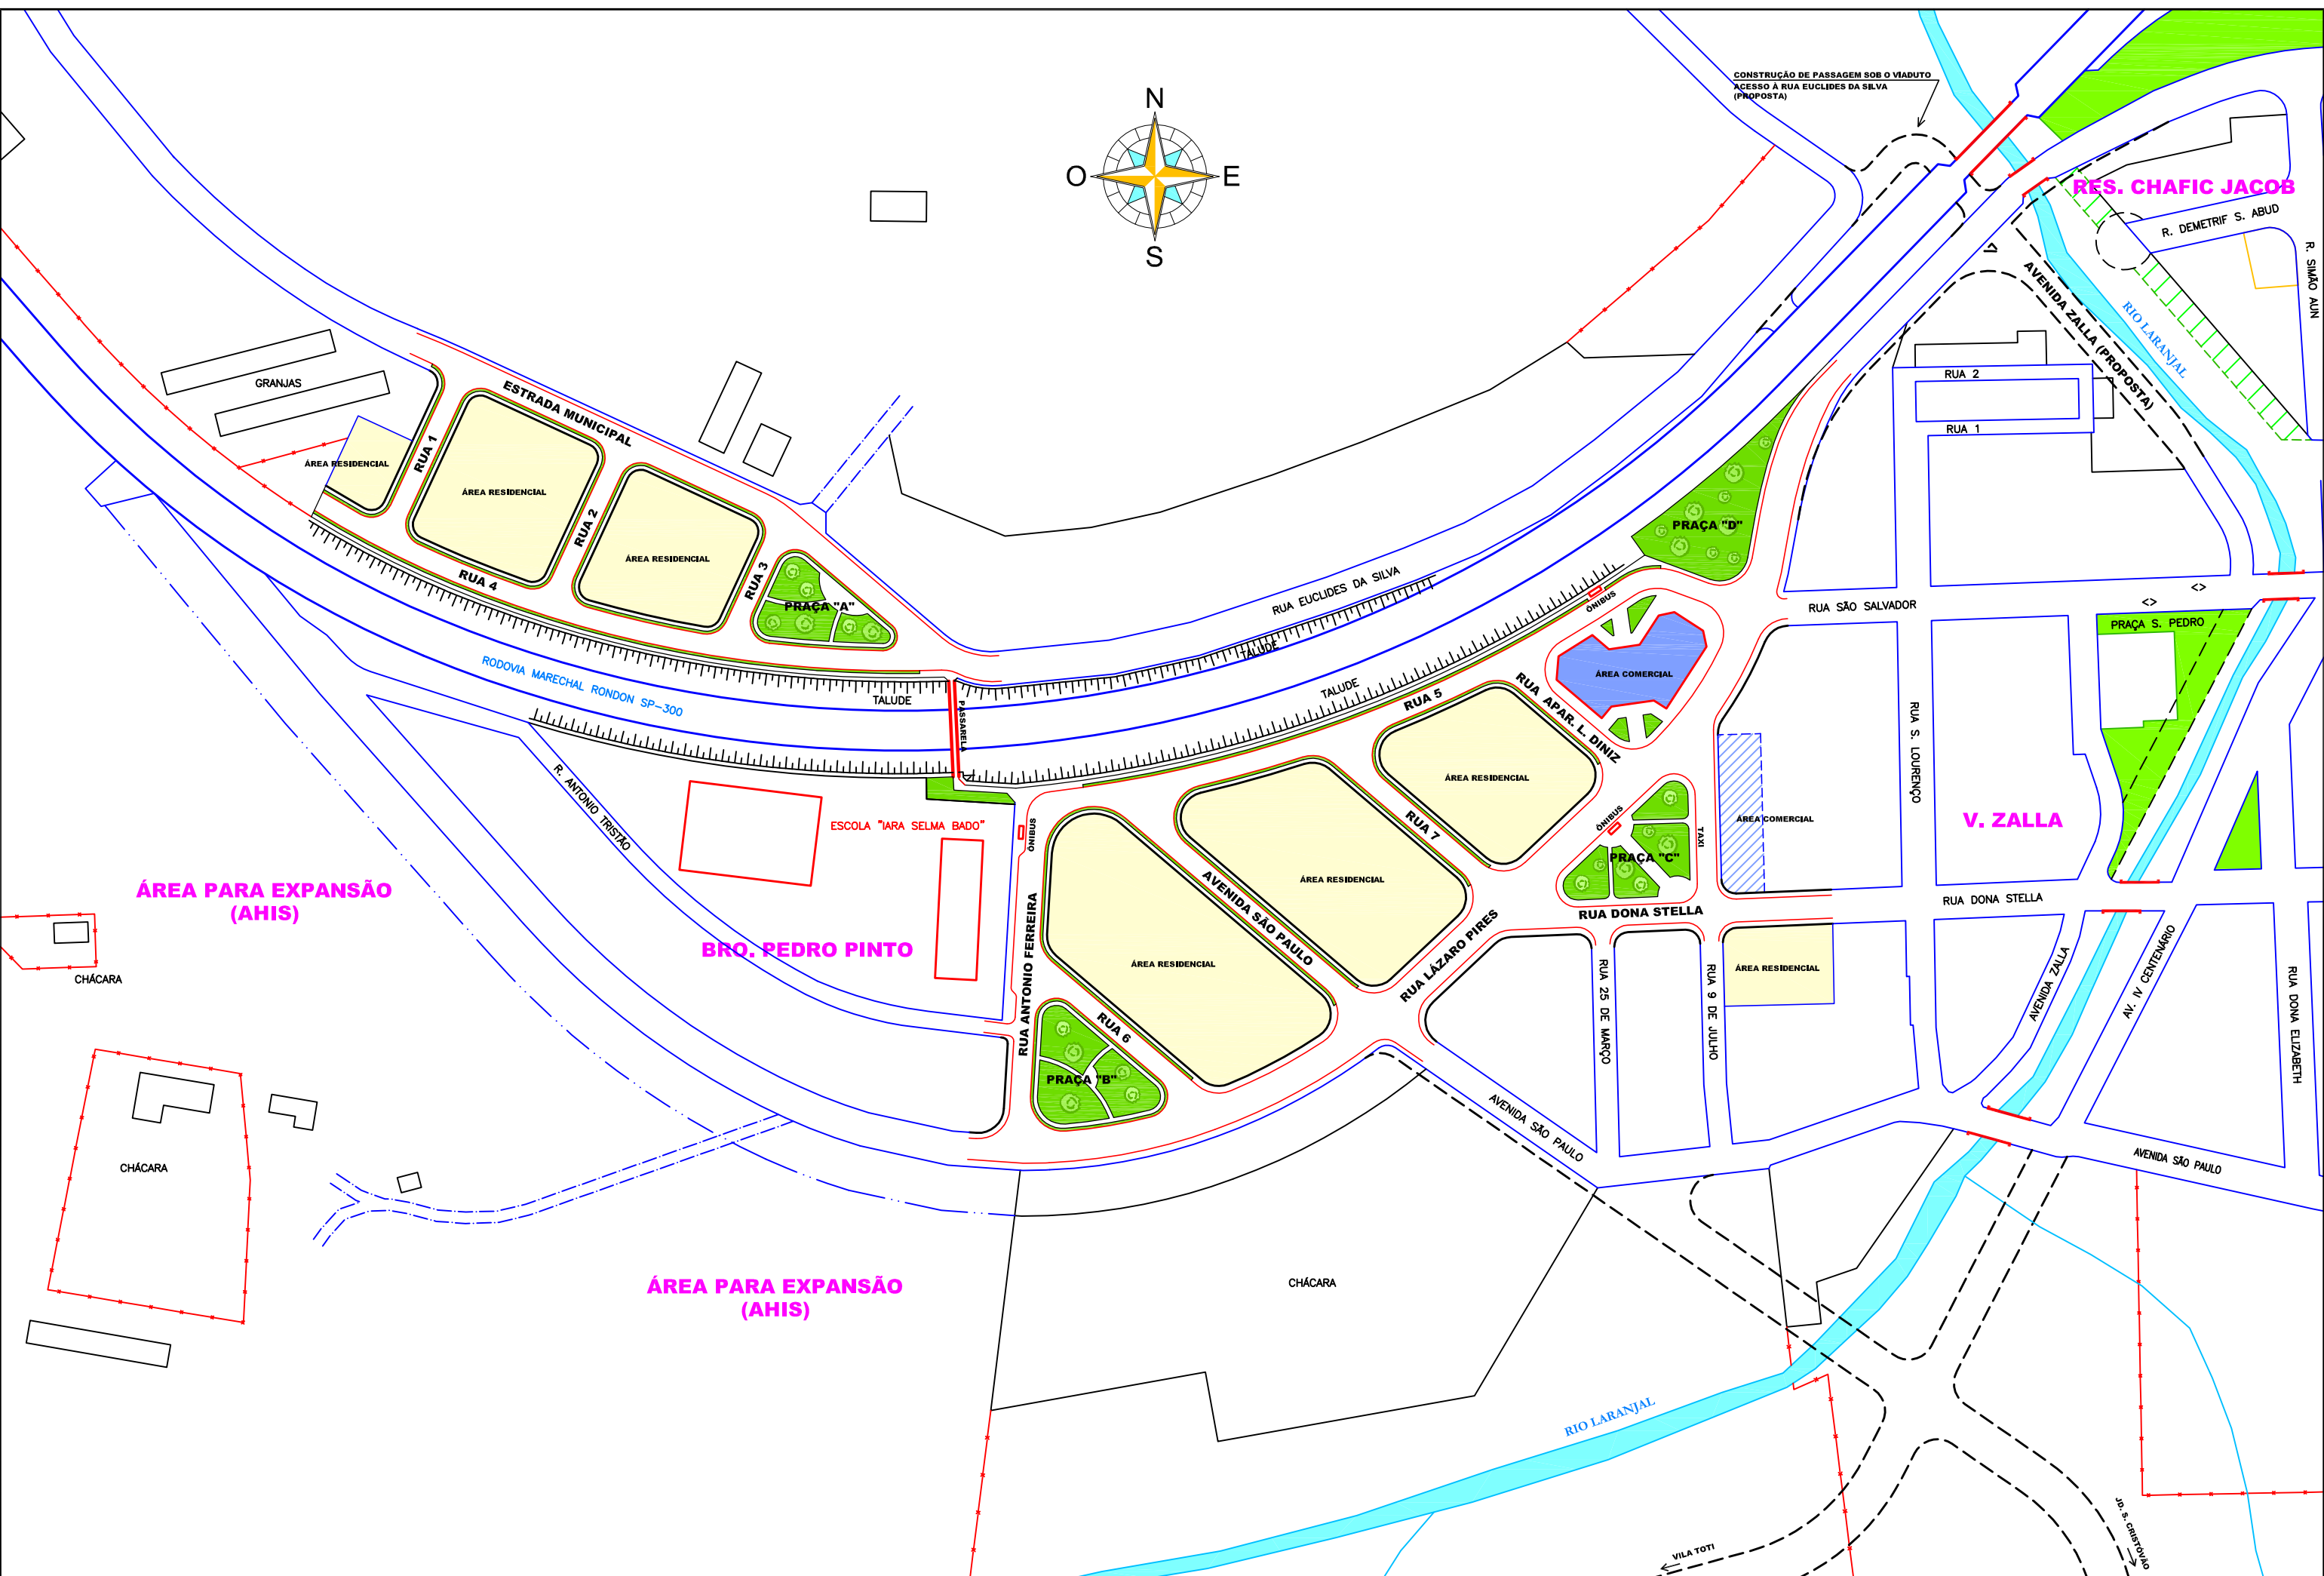 CONSTRUÇÃO DE PASSAGEM SOB O VIADUTO
ACESSO À RUA EUCLIDES DA SILVA
(PROPOSTA)
N
O
E
S
RES. CHAFIC JACOB
R. DEMETRIF S. ABUD
R. SIMÃO AUN
AVENIDA ZALLA (PROPOSTA)
RIO LARANJAL
GRANJAS
ESTRADA MUNICIPAL
ÁREA RESIDENCIAL
RUA 1
ÁREA RESIDENCIAL
RUA 2
ÁREA RESIDENCIAL
RUA 3
RUA 4
PRAÇA "A"
RUA 2
RUA 1
PRAÇA "D"
RUA EUCLIDES DA SILVA
TALUDE
ÔNIBUS
RUA SÃO SALVADOR
<>
<>
<>
PRAÇA S. PEDRO
RODOVIA MARECHAL RONDON SP-300
TALUDE
PASSARELA
TALUDE
RUA 5
RUA APAR. L. DINIZ
ÁREA COMERCIAL
RUA S. LOURENÇO
R. ANTONIO TRISTÃO
ESCOLA "IARA SELMA BADO"
ÔNIBUS
ÁREA RESIDENCIAL
RUA 7
ÔNIBUS
TAXI
PRAÇA "C"
ÁREA COMERCIAL
V. ZALLA
ÁREA PARA EXPANSÃO
(AHIS)
ÁREA RESIDENCIAL
AVENIDA SÃO PAULO
RUA DONA STELLA
RUA DONA STELLA
BRO. PEDRO PINTO
RUA ANTONIO FERREIRA
ÁREA RESIDENCIAL
RUA LÁZARO PIRES
RUA 25 DE MARÇO
RUA 9 DE JULHO
ÁREA RESIDENCIAL
AVENIDA ZALLA
AV. IV CENTENÁRIO
RUA DONA ELIZABETH
CHÁCARA
RUA 6
PRAÇA "B"
AVENIDA SÃO PAULO
AVENIDA SÃO PAULO
CHÁCARA
ÁREA PARA EXPANSÃO
(AHIS)
CHÁCARA
RIO LARANJAL
VILA TOTI
JD. S. CRISTÓVÃO